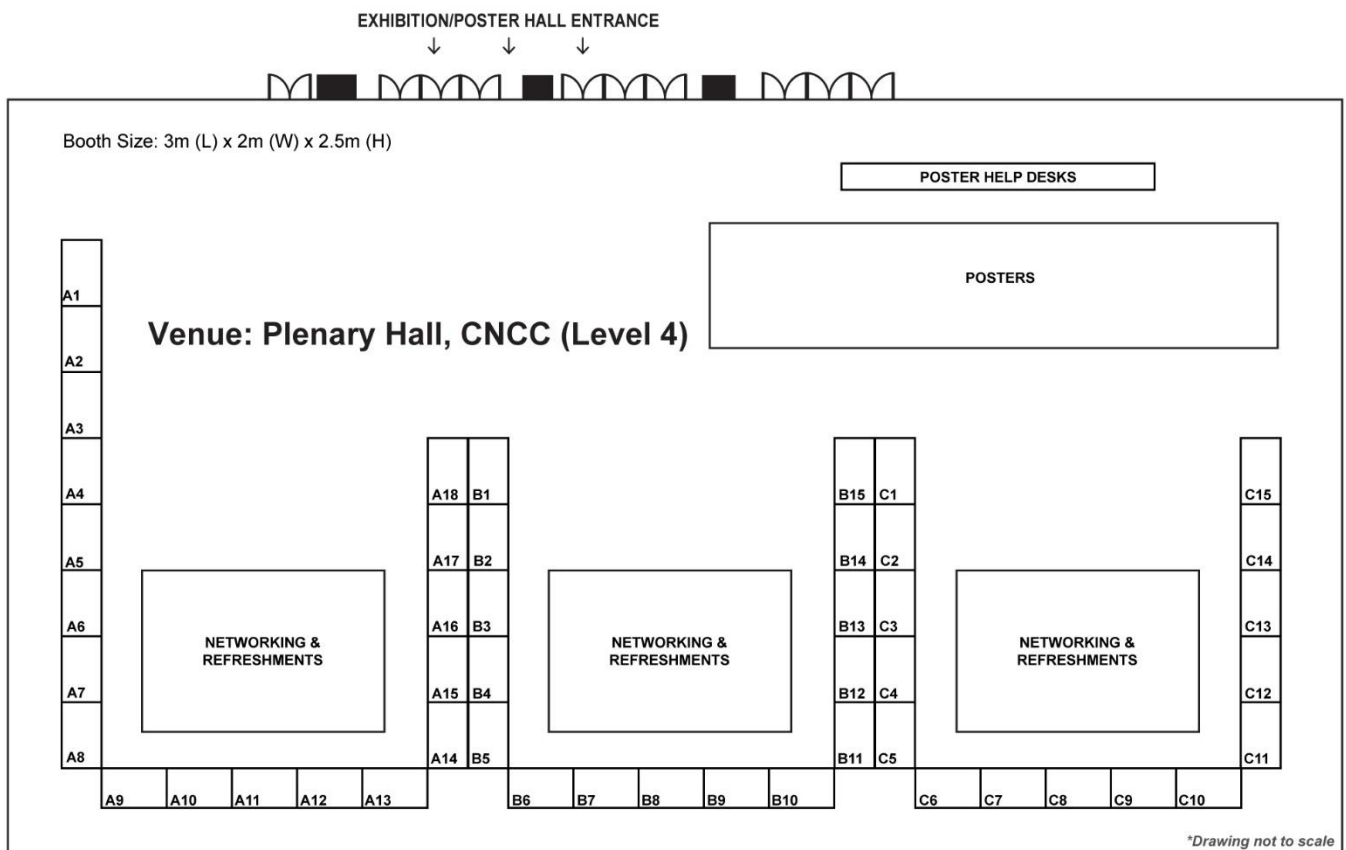 EXHIBITION/POSTER HALL ENTRANCE
Booth Size: 3m (L) x 2m (W) x 2.5m (H)
POSTER HELP DESKS
POSTERS
A1
Venue: Plenary Hall, CNCC (Level 4)
A2
A3
A4
A18 B1
B15 C1
C15
A5
A17 B2
B14 C2
C14
A6
A16 B3
B13 C3
C13
NETWORKING &
REFRESHMENTS
NETWORKING &
REFRESHMENTS
NETWORKING &
REFRESHMENTS
A7
A15 B4
B12 C4
C12
A8
A14 B5
B11 C5
C11
A9 A10 A11 A12 A13
B6 B7 B8 B9 B10
C6 C7 C8 C9 C10
*Drawing not to scale